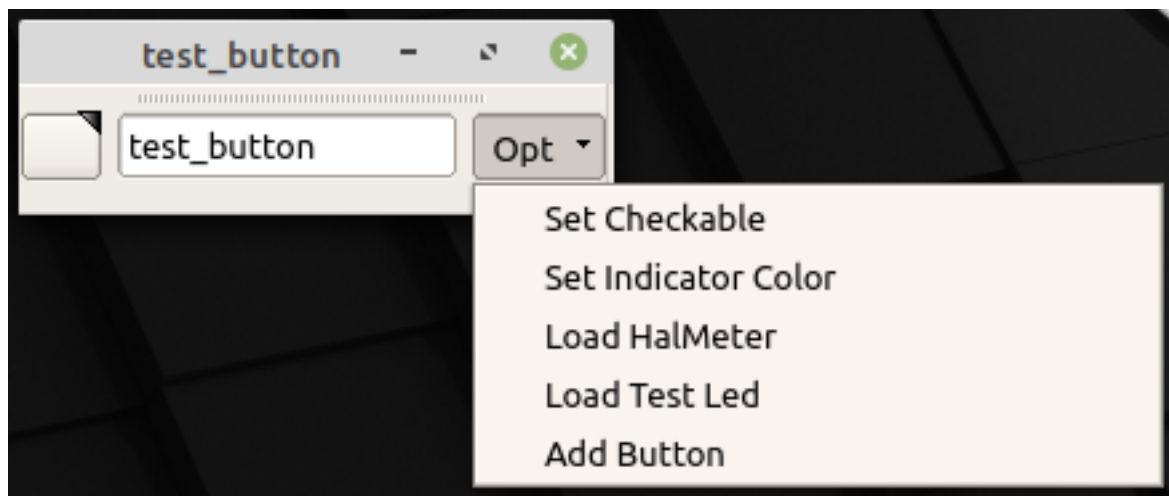 test_button
test_button Opt
Set Checkable
Set Indicator Color
Load HalMeter
Load Test Led
Add Button